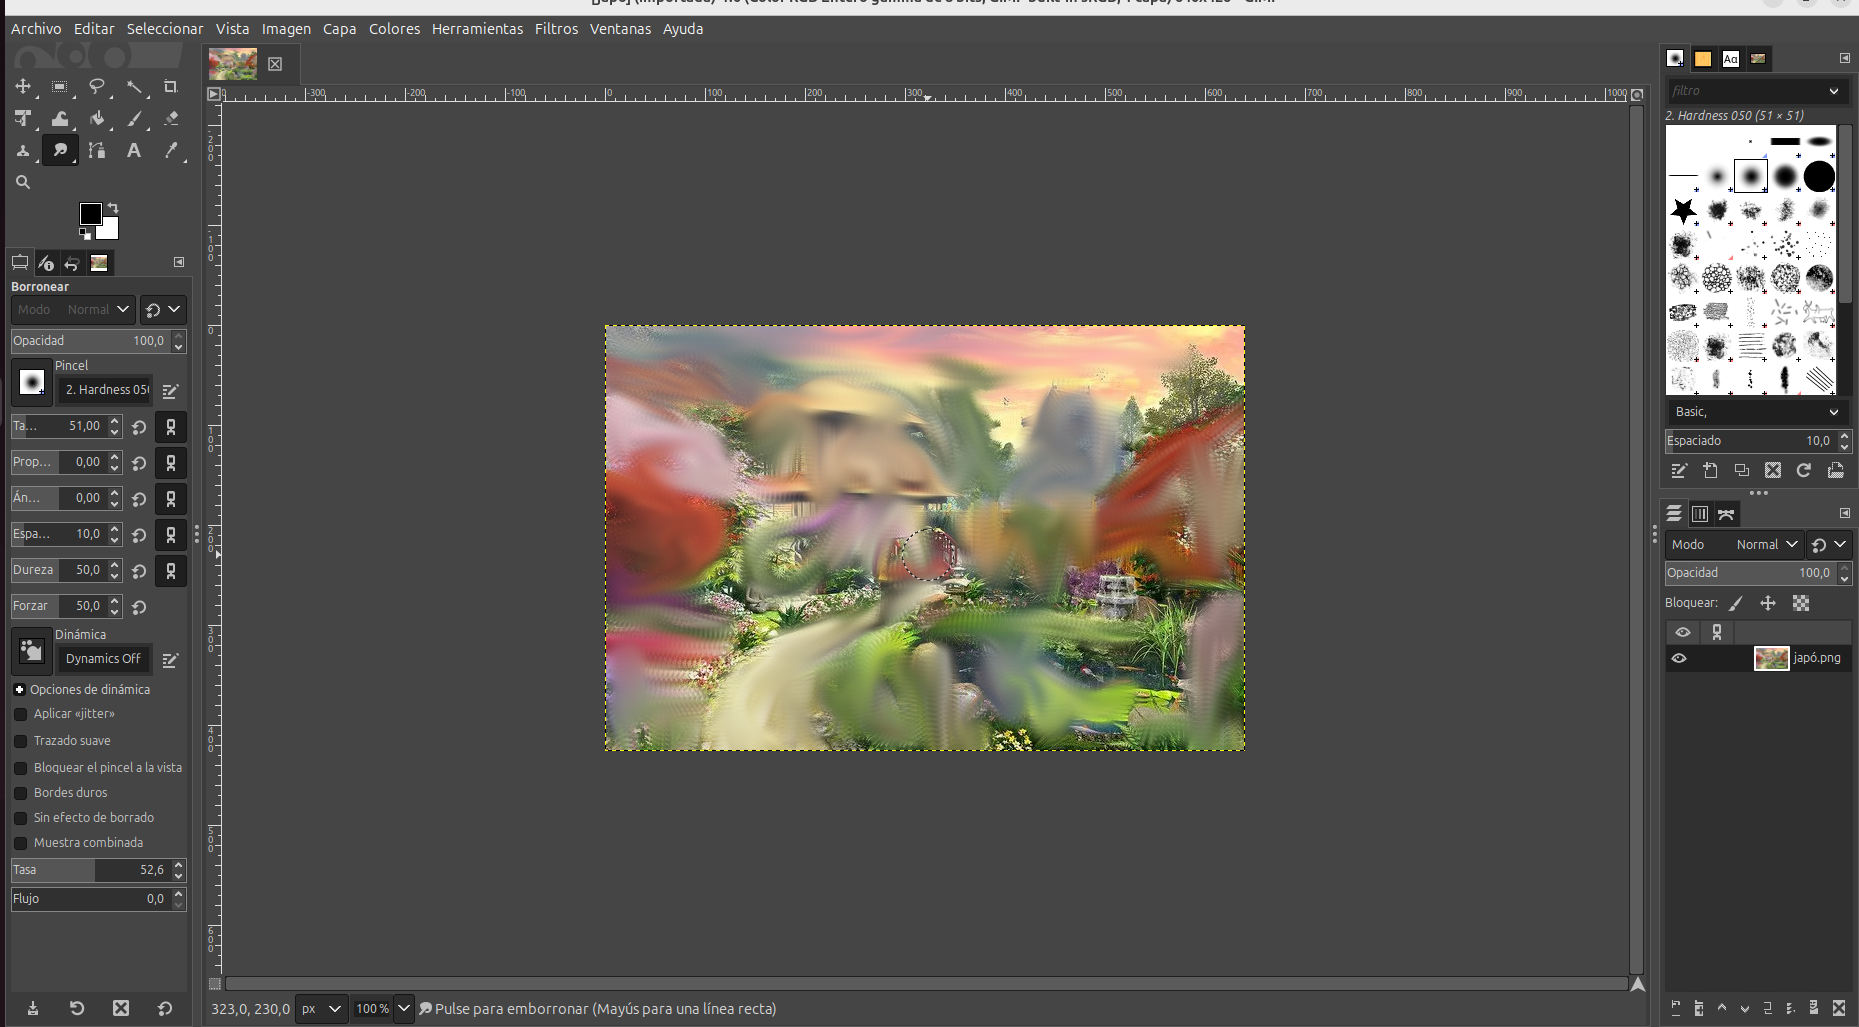 Archivo Editar Seleccionar Vista Imagen Capa Colores Herramientas Filtros Ventanas Ayuda
-300 -200 -100 0 100 200 300 400 500 600 700 800 900 1000
Borronear
Modo Normal
Opacidad 100,0
Pincel
2. Hardness 050
Ta... 51,00
Prop... 0,00
Án... 0,00
Espa... 10,0
Dureza 50,0
Forzar 50,0
Dinámica
Dynamics Off
Opciones de dinámica
Aplicar «jitter»
Trazado suave
Bloquear el pincel a la vista
Bordes duros
Sin efecto de borrado
Muestra combinada
Tasa 52,6
Flujo 0,0
323,0, 230,0 px 100 % Pulse para emborronar (Mayús para una línea recta)
filtro
2. Hardness 050 (51 × 51)
Basic,
Espaciado 10,0
Modo Normal
Opacidad 100,0
Bloquear:
japó.png